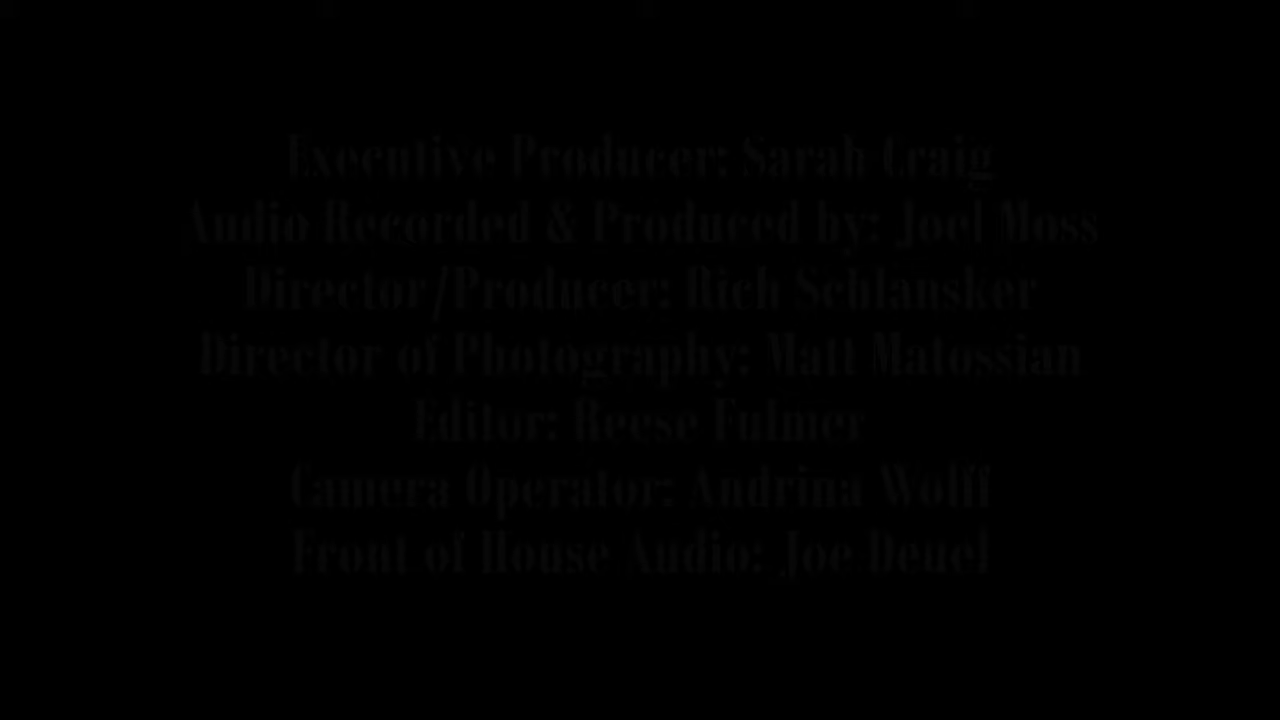 Executive Producer: Sarah Craig
Audio Recorded & Produced by: Joel Moss
Director/Producer: Rich Schlansker
Director of Photography: Matt Matossian
Editor: Reese Fulmer
Camera Operator: Andrina Wolff
Front of House Audio: Joe Deuel